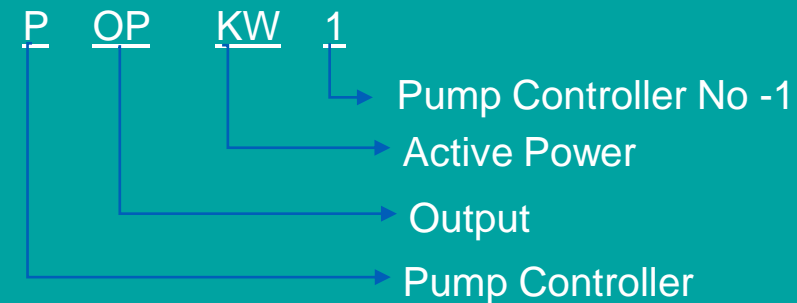 P OP KW 1
Pump Controller No -1
Active Power
Output
Pump Controller